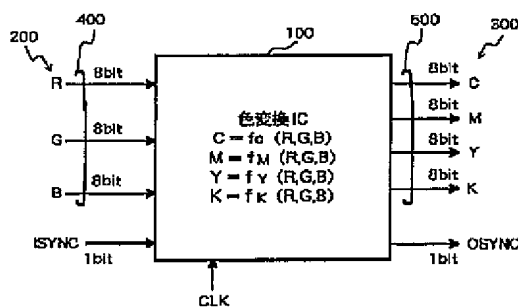 200
400
100
600
300
R
8bit
G
8bit
B
8bit
ISYNC
1bit
色変換IC
C = fc (R,G,B)
M = fM (R,G,B)
Y = fY (R,G,B)
K = fK (R,G,B)
8bit
C
8bit
M
8bit
Y
8bit
K
OSYNC
1bit
CLK